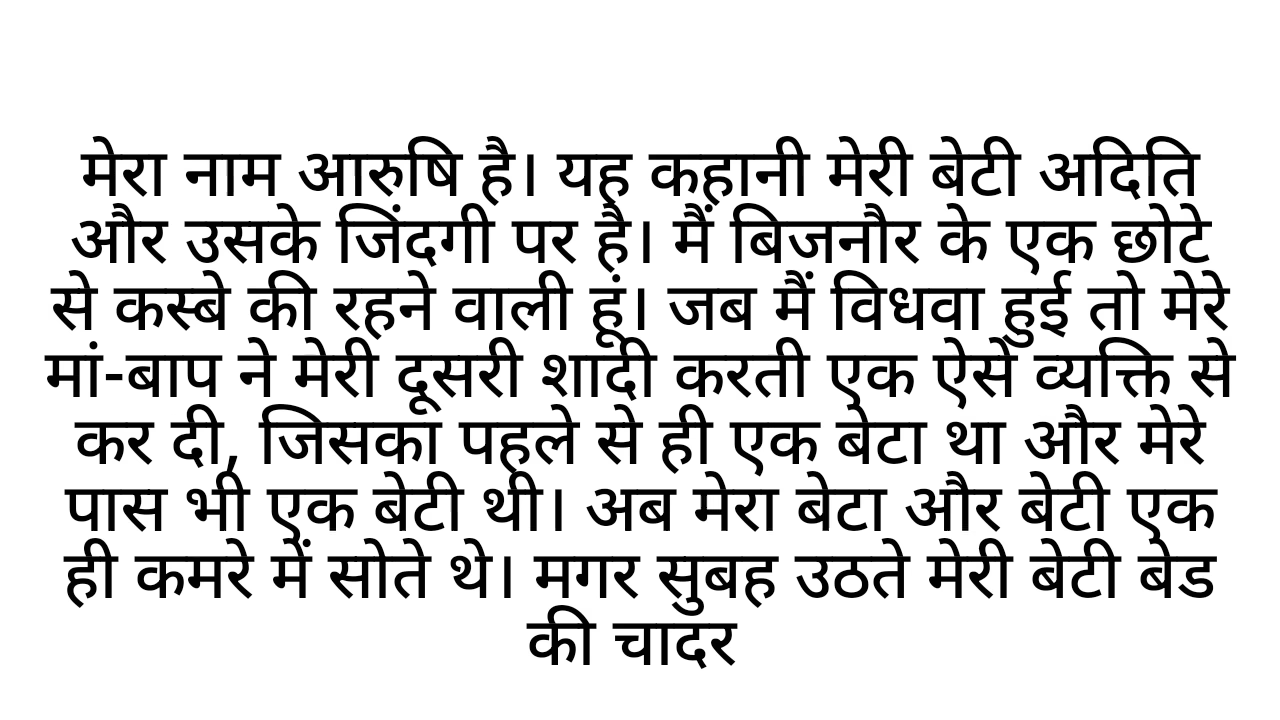 मेरा नाम आरुषि है। यह कहानी मेरी बेटी अदिति
और उसके जिंदगी पर है। मैं बिजनौर के एक छोटे
से कस्बे की रहने वाली हूं। जब मैं विधवा हुई तो मेरे
मां-बाप ने मेरी दूसरी शादी करती एक ऐसे व्यक्ति से
कर दी, जिसका पहले से ही एक बेटा था और मेरे
पास भी एक बेटी थी। अब मेरा बेटा और बेटी एक
ही कमरे में सोते थे। मगर सुबह उठते मेरी बेटी बेड
की चादर